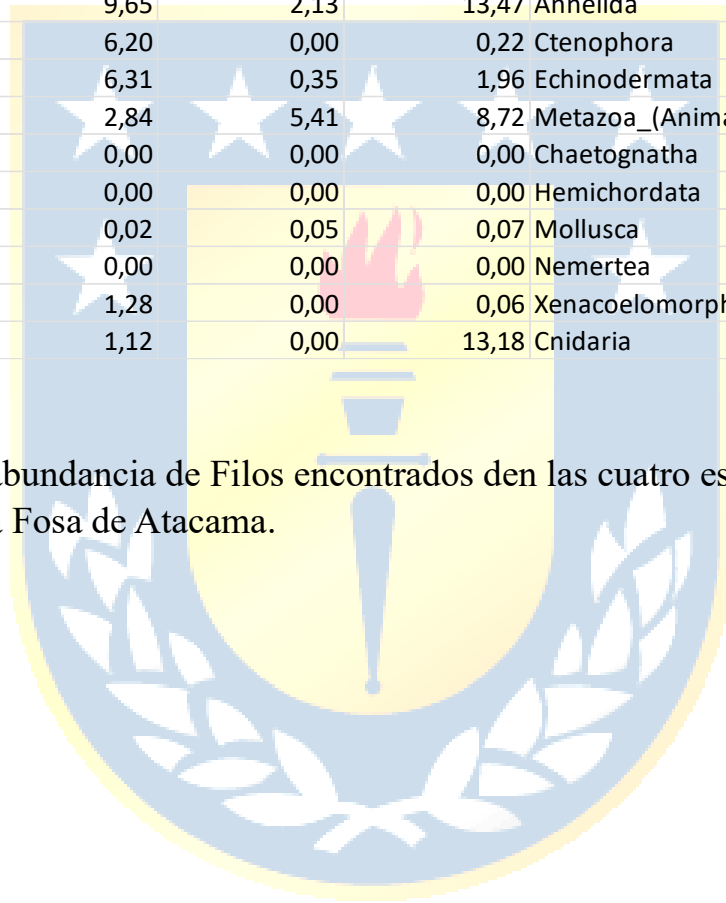 9,65 2,13 13,47 Annelida
6,20 0,00 0,22 Ctenophora
6,31 0,35 1,96 Echinodermata
2,84 5,41 8,72 Metazoa_(Anima
0,00 0,00 0,00 Chaetognatha
0,00 0,00 0,00 Hemichordata
0,02 0,05 0,07 Mollusca
0,00 0,00 0,00 Nemertea
1,28 0,00 0,06 Xenacoelomorph
1,12 0,00 13,18 Cnidaria
abundancia de Filos encontrados den las cuatro es
a Fosa de Atacama.